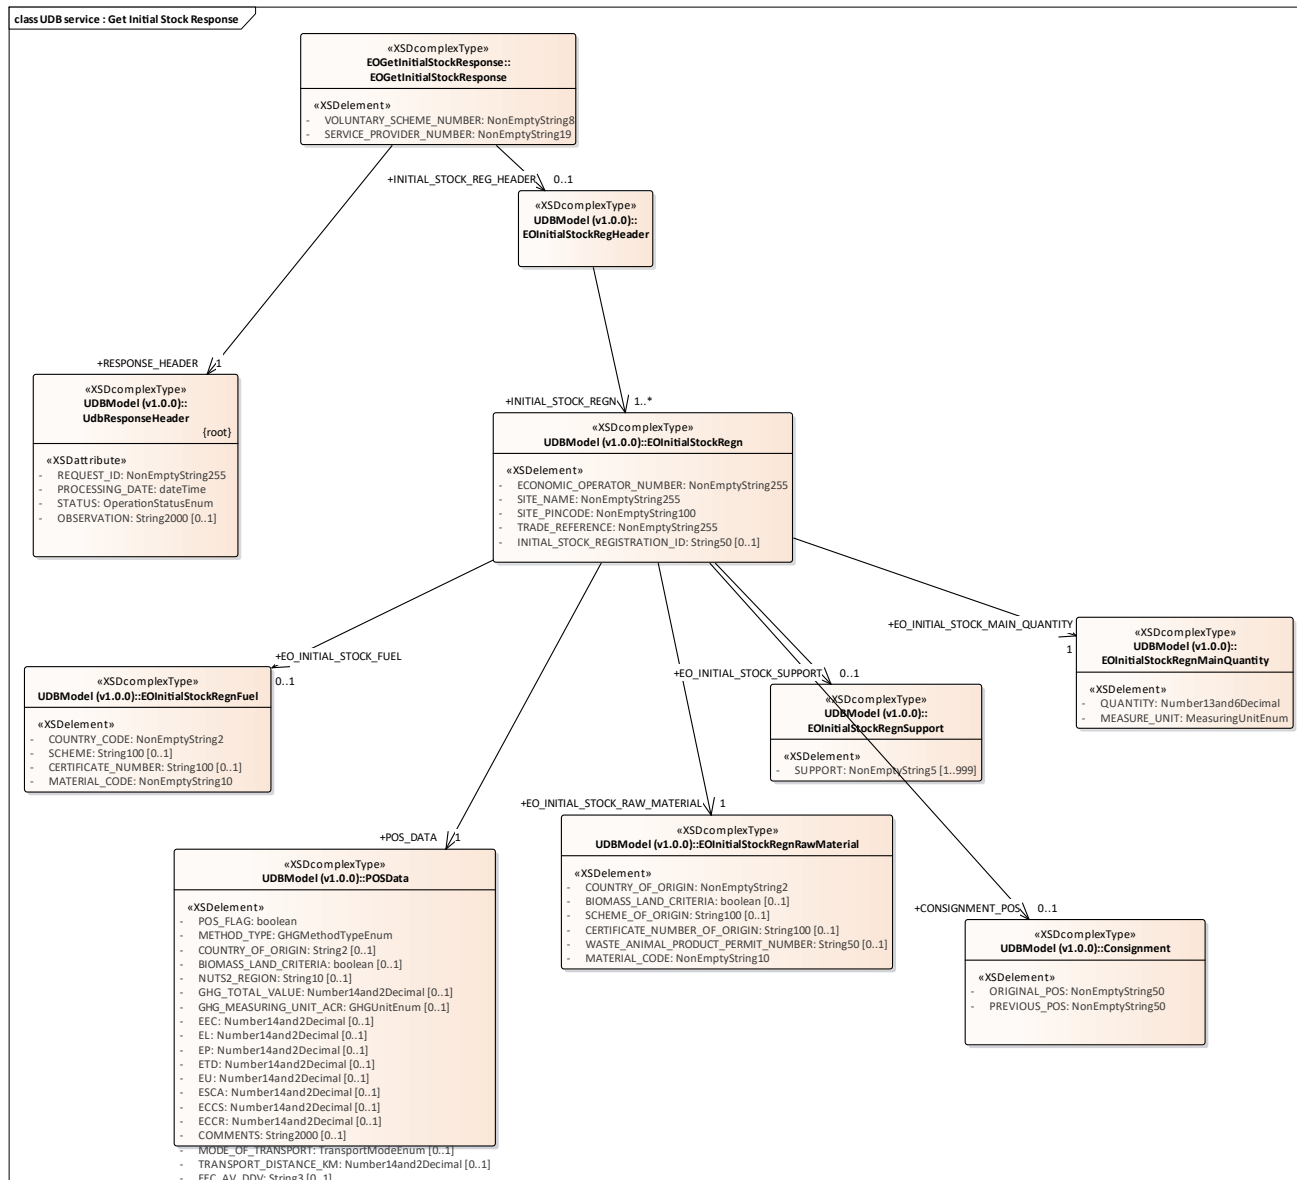 class UDB service : Get Initial Stock Response
«XSDcomplexType»
EOGetInitialStockResponse::
EOGetInitialStockResponse
«XSDelement»
- VOLUNTARY_SCHEME_NUMBER: NonEmptyString8
- SERVICE_PROVIDER_NUMBER: NonEmptyString19
+INITIAL_STOCK_REG_HEADER 0..1
«XSDcomplexType»
UDBModel (v1.0.0)::
EOInitialStockRegHeader
+RESPONSE_HEADER 1
«XSDcomplexType»
UDBModel (v1.0.0)::
UdbResponseHeader
{root}
«XSDattribute»
- REQUEST_ID: NonEmptyString255
- PROCESSING_DATE: dateTime
- STATUS: OperationStatusEnum
- OBSERVATION: String2000 [0..1]
+INITIAL_STOCK_REGN 1..*
«XSDcomplexType»
UDBModel (v1.0.0)::EOInitialStockRegn
«XSDelement»
- ECONOMIC_OPERATOR_NUMBER: NonEmptyString255
- SITE_NAME: NonEmptyString255
- SITE_PINCODE: NonEmptyString100
- TRADE_REFERENCE: NonEmptyString255
- INITIAL_STOCK_REGISTRATION_ID: String50 [0..1]
+EO_INITIAL_STOCK_MAIN_QUANTITY
1
«XSDcomplexType»
UDBModel (v1.0.0)::
EOInitialStockRegnMainQuantity
«XSDelement»
- QUANTITY: Number13and6Decimal
- MEASURE_UNIT: MeasuringUnitEnum
+EO_INITIAL_STOCK_FUEL
0..1
«XSDcomplexType»
UDBModel (v1.0.0)::EOInitialStockRegnFuel
«XSDelement»
- COUNTRY_CODE: NonEmptyString2
- SCHEME: String100 [0..1]
- CERTIFICATE_NUMBER: String100 [0..1]
- MATERIAL_CODE: NonEmptyString10
+EO_INITIAL_STOCK_SUPPORT 0..1
«XSDcomplexType»
UDBModel (v1.0.0)::
EOInitialStockRegnSupport
«XSDelement»
- SUPPORT: NonEmptyString5 [1..999]
+EO_INITIAL_STOCK_RAW_MATERIAL 1
«XSDcomplexType»
UDBModel (v1.0.0)::EOInitialStockRegnRawMaterial
«XSDelement»
- COUNTRY_OF_ORIGIN: NonEmptyString2
- BIOMASS_LAND_CRITERIA: boolean [0..1]
- SCHEME_OF_ORIGIN: String100 [0..1]
- CERTIFICATE_NUMBER_OF_ORIGIN: String100 [0..1]
- WASTE_ANIMAL_PRODUCT_PERMIT_NUMBER: String50 [0..1]
- MATERIAL_CODE: NonEmptyString10
+CONSIGNMENT_POS 0..1
«XSDcomplexType»
UDBModel (v1.0.0)::Consignment
«XSDelement»
- ORIGINAL_POS: NonEmptyString50
- PREVIOUS_POS: NonEmptyString50
+POS_DATA 1
«XSDcomplexType»
UDBModel (v1.0.0)::POSData
«XSDelement»
- POS_FLAG: boolean
- METHOD_TYPE: GHGMethodTypeEnum
- COUNTRY_OF_ORIGIN: String2 [0..1]
- BIOMASS_LAND_CRITERIA: boolean [0..1]
- NUTS2_REGION: String10 [0..1]
- GHG_TOTAL_VALUE: Number14and2Decimal [0..1]
- GHG_MEASURING_UNIT_ACR: GHGUnitEnum [0..1]
- EEC: Number14and2Decimal [0..1]
- EL: Number14and2Decimal [0..1]
- EP: Number14and2Decimal [0..1]
- ETD: Number14and2Decimal [0..1]
- EU: Number14and2Decimal [0..1]
- ESCA: Number14and2Decimal [0..1]
- ECCS: Number14and2Decimal [0..1]
- ECCR: Number14and2Decimal [0..1]
- COMMENTS: String2000 [0..1]
- MODE_OF_TRANSPORT: TransportModeEnum [0..1]
- TRANSPORT_DISTANCE_KM: Number14and2Decimal [0..1]
- EEC_AV_DDV: String3 [0..1]